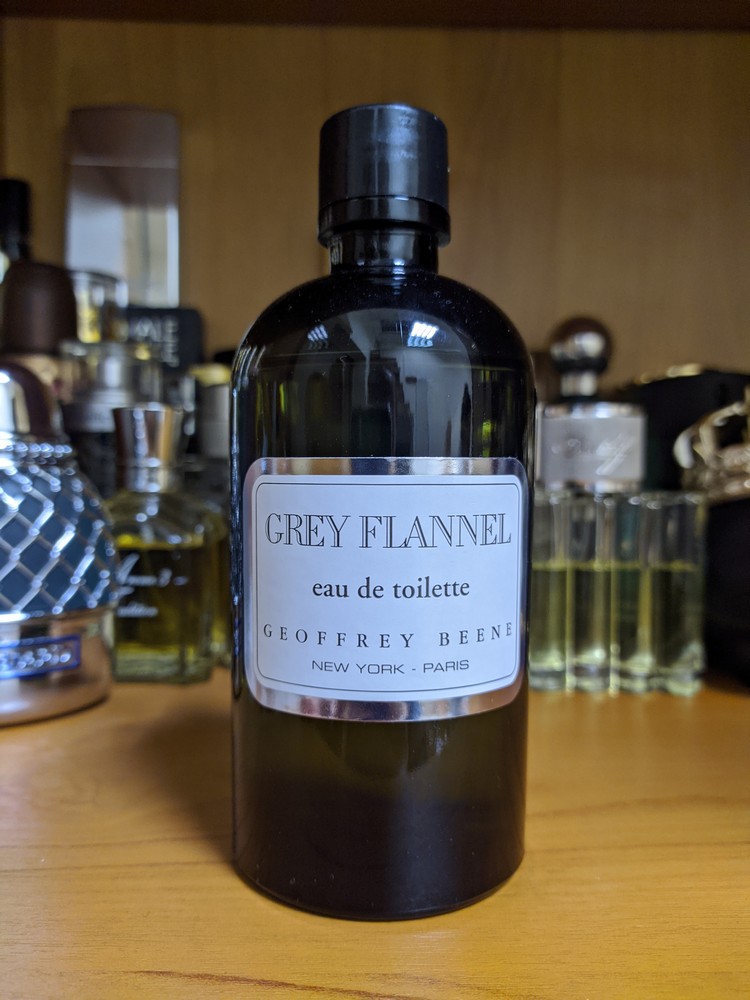 GREY FLANNEL
eau de toilette
GEOFFREY BEENE
NEW YORK - PARIS